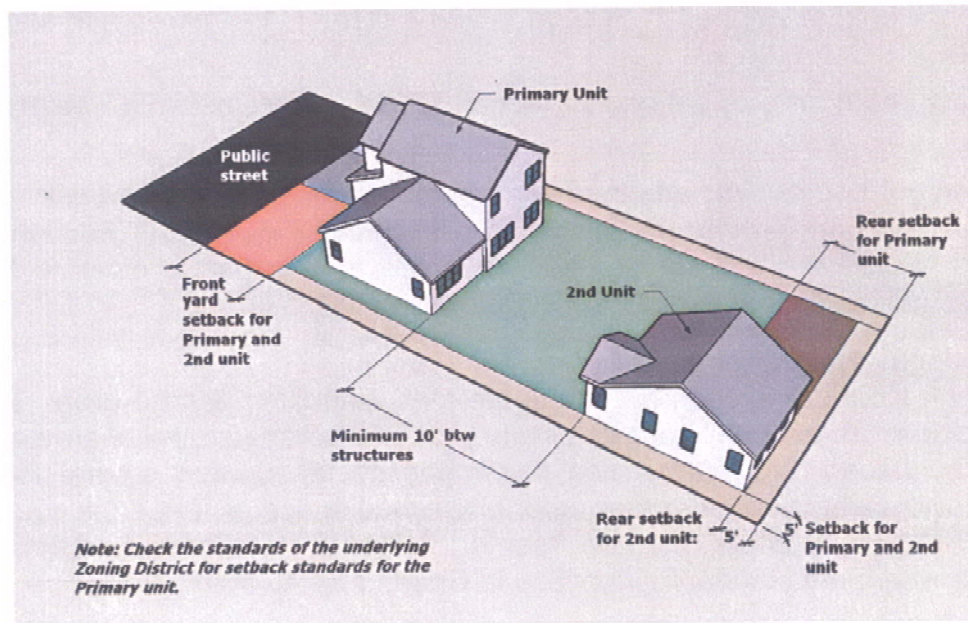 Primary Unit
Public
street
Rear setback
for Primary
unit
2nd Unit
Front
yard
setback for
Primary and
2nd unit
Minimum 10' btw
structures
Rear setback
for 2nd unit:
5'
5'
Setback for
Primary and 2nd
unit
Note: Check the standards of the underlying
Zoning District for setback standards for the
Primary unit.